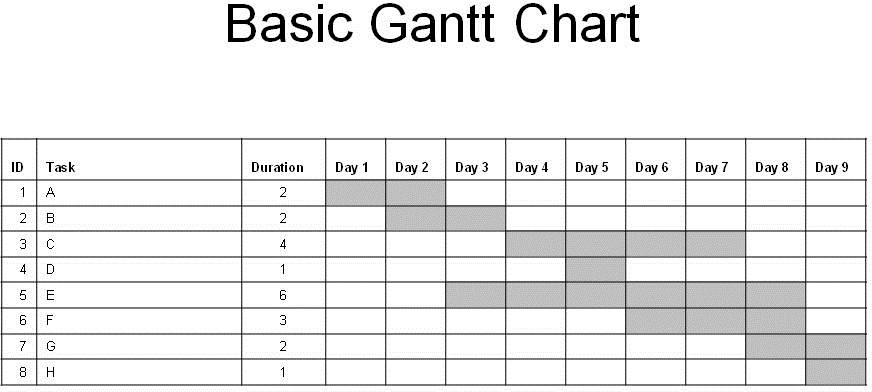 Basic Gantt Chart
ID Task Duration Day 1 Day 2 Day 3 Day 4 Day 5 Day 6 Day 7 Day 8 Day 9
1 A 2
2 B 2
3 C 4
4 D 1
5 E 6
6 F 3
7 G 2
8 H 1